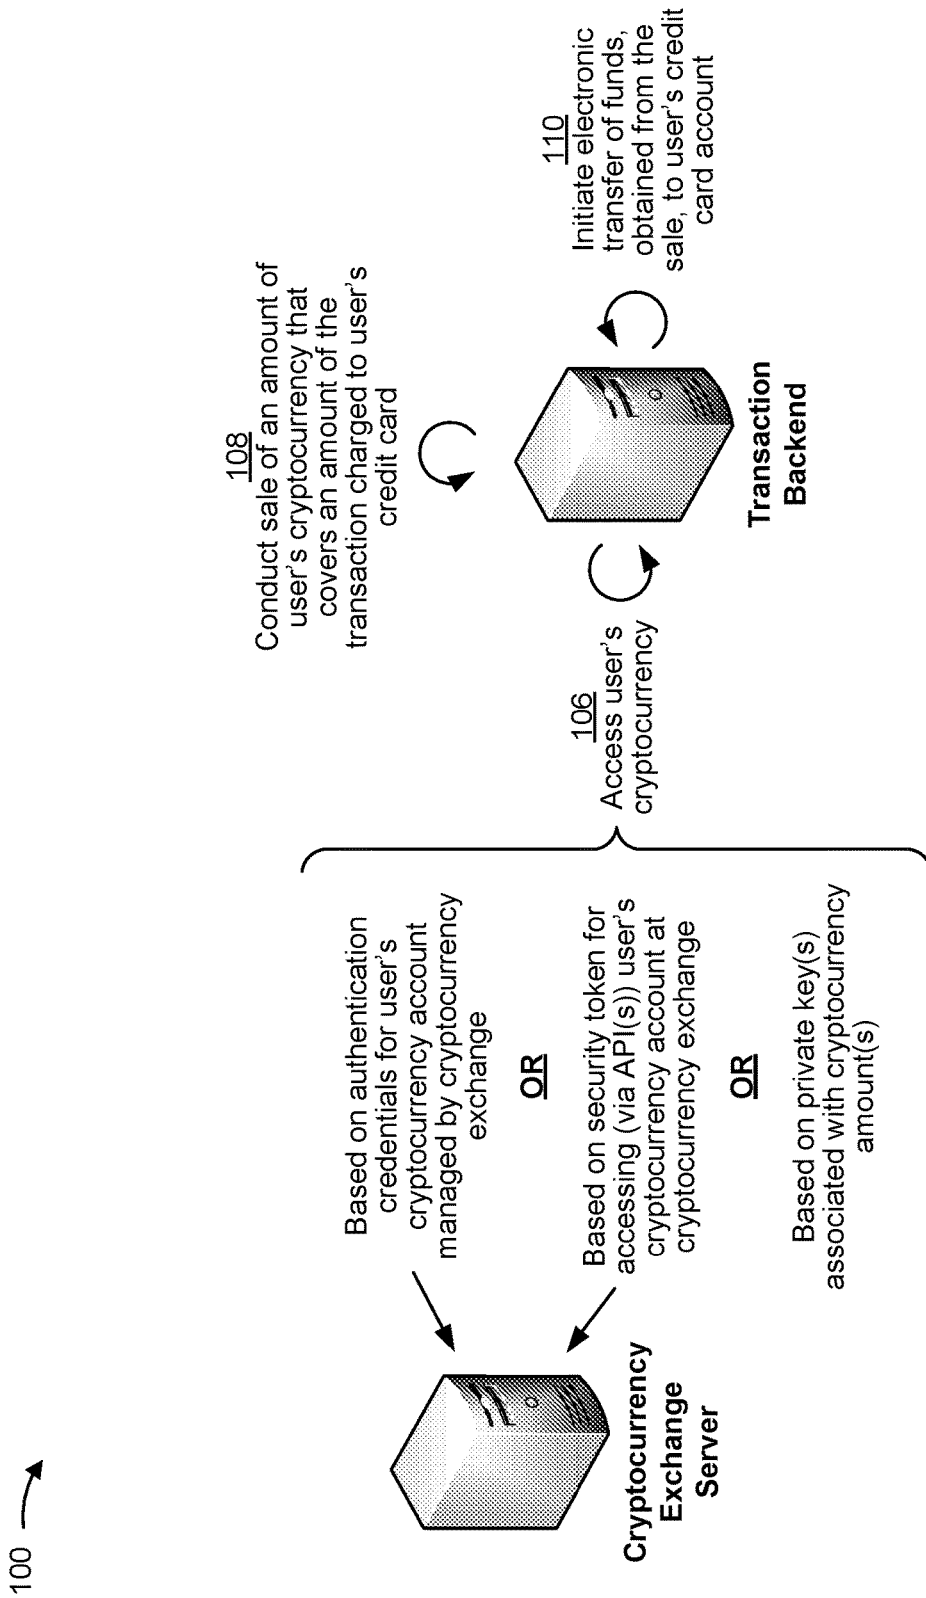 100
Cryptocurrency
Exchange
Server
Based on authentication
credentials for user's
cryptocurrency account
managed by cryptocurrency
exchange
OR
Based on security token for
accessing (via API(s)) user's
cryptocurrency account at
cryptocurrency exchange
OR
Based on private key(s)
associated with cryptocurrency
amount(s)
106
Access user's
cryptocurrency
108
Conduct sale of an amount of
user's cryptocurrency that
covers an amount of the
transaction charged to user's
credit card
Transaction
Backend
110
Initiate electronic
transfer of funds,
obtained from the
sale, to user's credit
card account